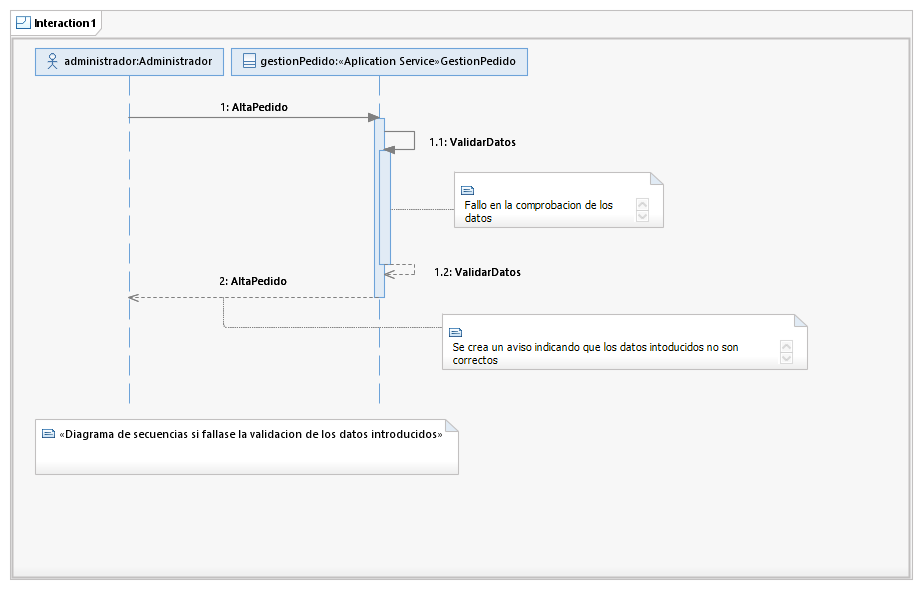 Interaction1
administrador:Administrador
gestionPedido:«Aplication Service»GestionPedido
1: AltaPedido
1.1: ValidarDatos
Fallo en la comprobacion de los
datos
1.2: ValidarDatos
2: AltaPedido
Se crea un aviso indicando que los datos intoducidos no son
correctos
«Diagrama de secuencias si fallase la validacion de los datos introducidos»